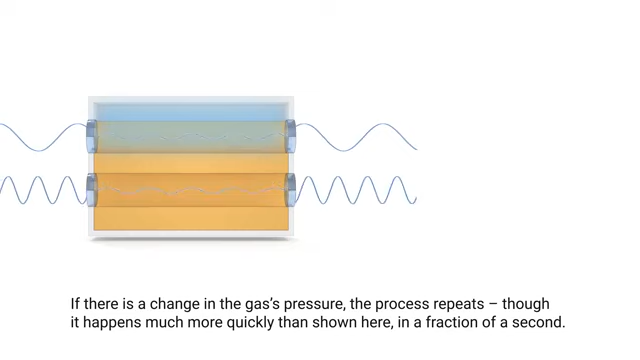 If there is a change in the gas’s pressure, the process repeats – though
it happens much more quickly than shown here, in a fraction of a second.